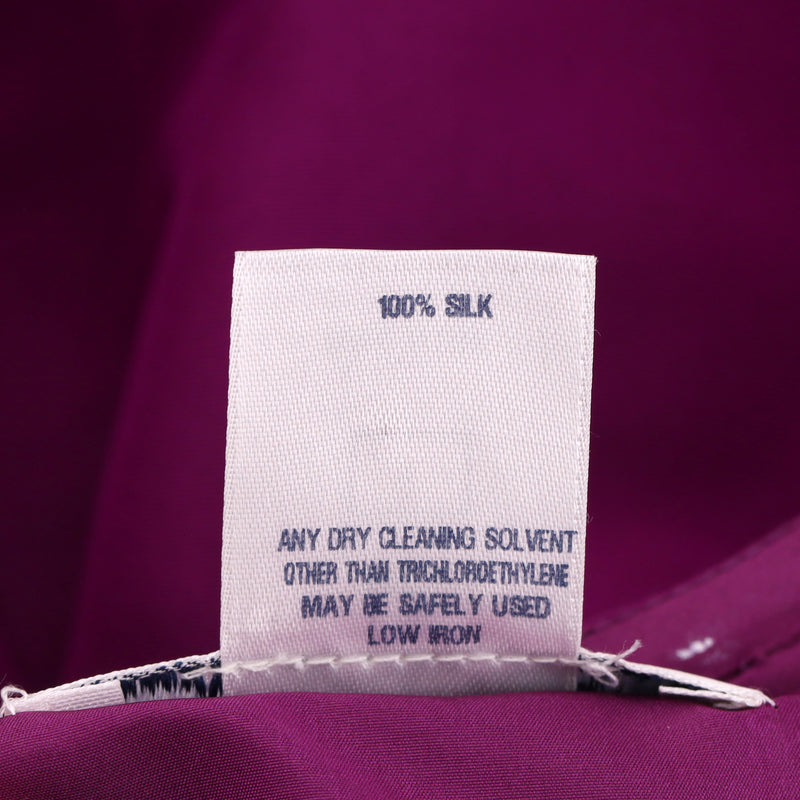 100% SILK
ANY DRY CLEANING SOLVENT
OTHER THAN TRICHLOROETHYLENE
MAY BE SAFELY USED
LOW IRON